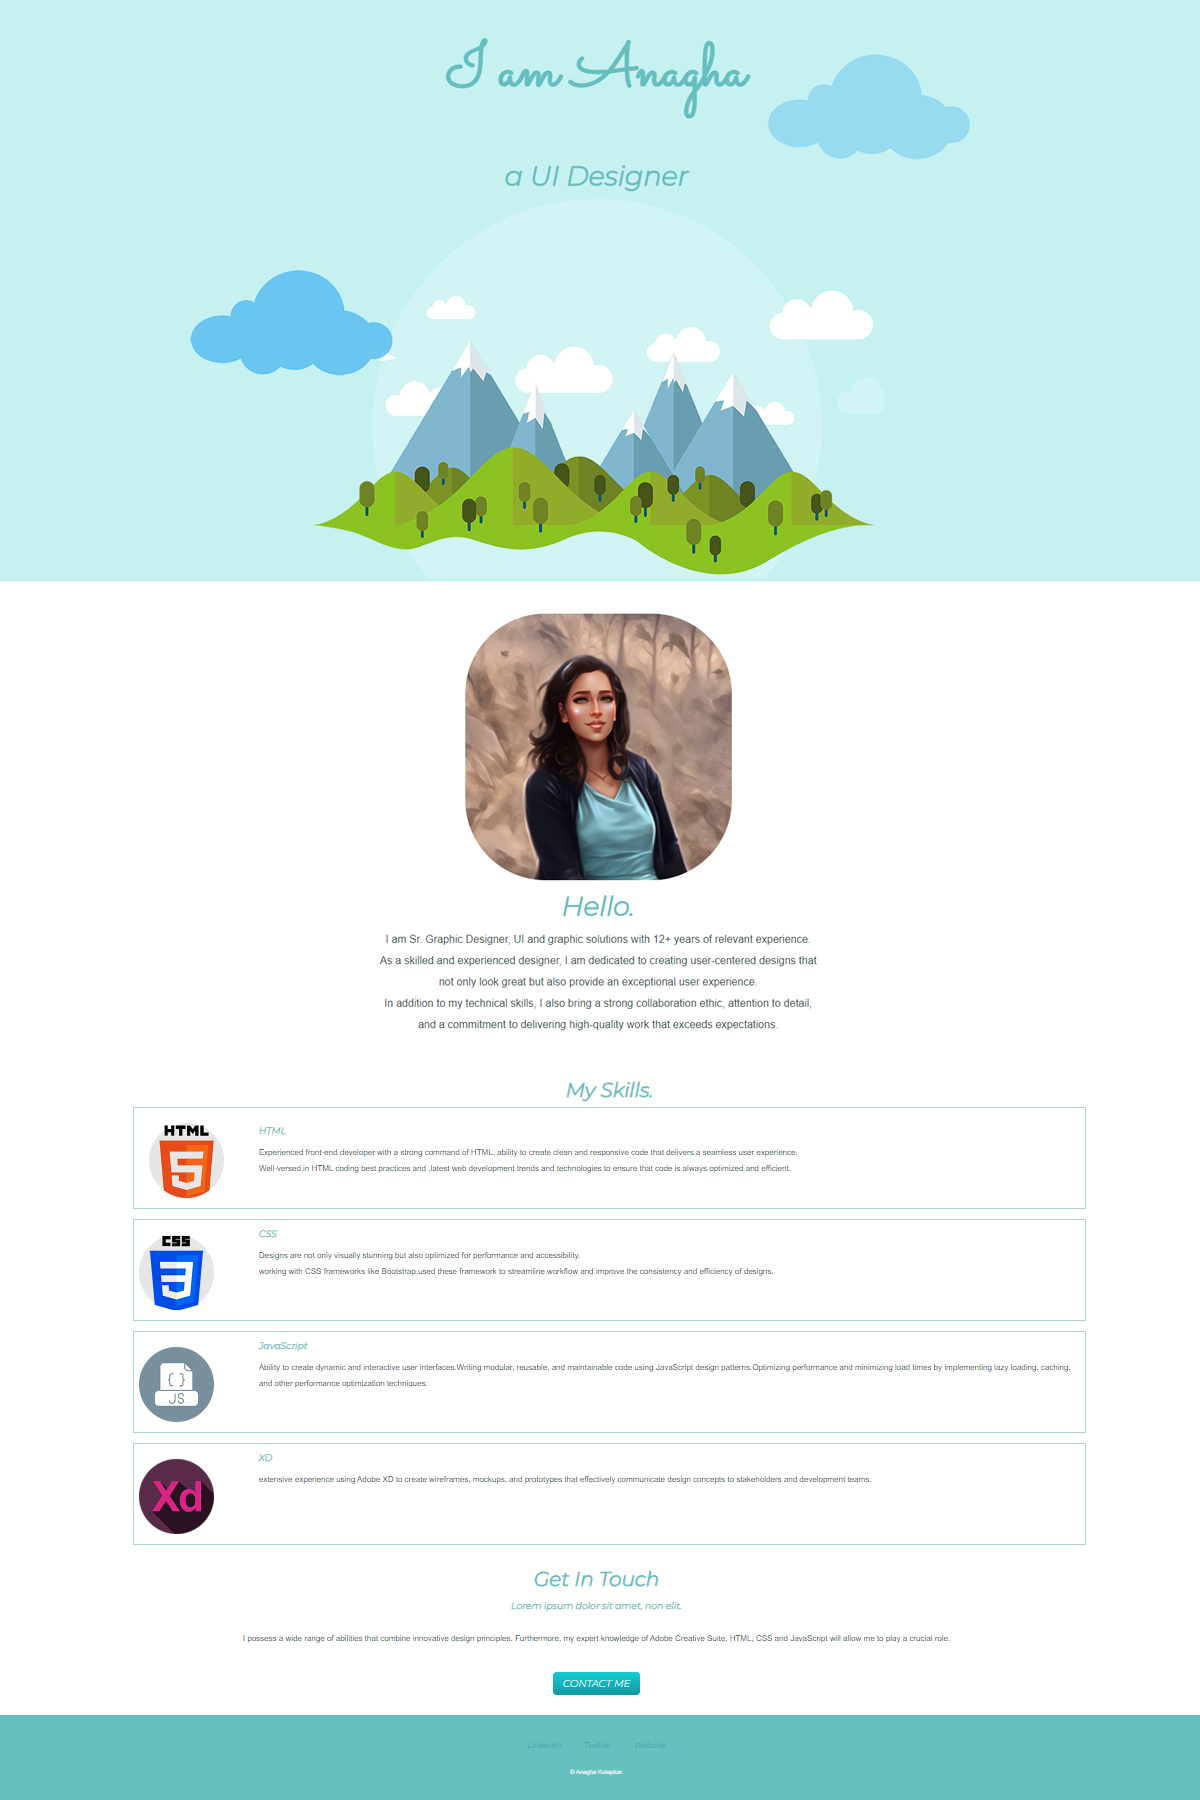 I am Anagha
a UI Designer
Hello.
I am Sr. Graphic Designer, UI and graphic solutions with 12+ years of relevant experience.
As a skilled and experienced designer, I am dedicated to creating user-centered designs that
not only look great but also provide an exceptional user experience.
In addition to my technical skills, I also bring a strong collaboration ethic, attention to detail,
and a commitment to delivering high-quality work that exceeds expectations.
My Skills.
HTML
5
HTML
Experienced front-end developer with a strong command of HTML, ability to create clean and responsive code that delivers a seamless user experience.
Well-versed in HTML coding best practices and ,latest web development trends and technologies to ensure that code is always optimized and efficient.
CSS
3
CSS
Designs are not only visually stunning but also optimized for performance and accessibility.
working with CSS frameworks like Bootstrap,used these framework to streamline workflow and improve the consistency and efficiency of designs.
{ }
JS
JavaScript
Ability to create dynamic and interactive user interfaces.Writing modular, reusable, and maintainable code using JavaScript design patterns.Optimizing performance and minimizing load times by implementing lazy loading, caching,
and other performance optimization techniques.
Xd
XD
extensive experience using Adobe XD to create wireframes, mockups, and prototypes that effectively communicate design concepts to stakeholders and development teams.
Get In Touch
Lorem ipsum dolor sit amet, non elit.
I possess a wide range of abilities that combine innovative design principles. Furthermore, my expert knowledge of Adobe Creative Suite, HTML, CSS and JavaScript will allow me to play a crucial role.
CONTACT ME
LinkedIn Twitter Website
© Anagha Kolapkar.